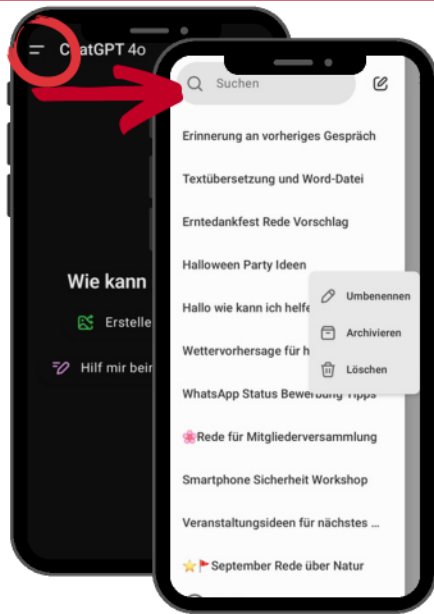 ChatGPT 4o
Wie kann
Erstelle
Hilf mir bei
Suchen
Erinnerung an vorheriges Gespräch
Textübersetzung und Word-Datei
Erntedankfest Rede Vorschlag
Halloween Party Ideen
Hallo wie kann ich helfe
Wettervorhersage für h
WhatsApp Status Bewerbung Tipps
🌸Rede für Mitgliederversammlung
Smartphone Sicherheit Workshop
Veranstaltungsideen für nächstes ...
⭐🚩September Rede über Natur
Umbenennen
Archivieren
Löschen